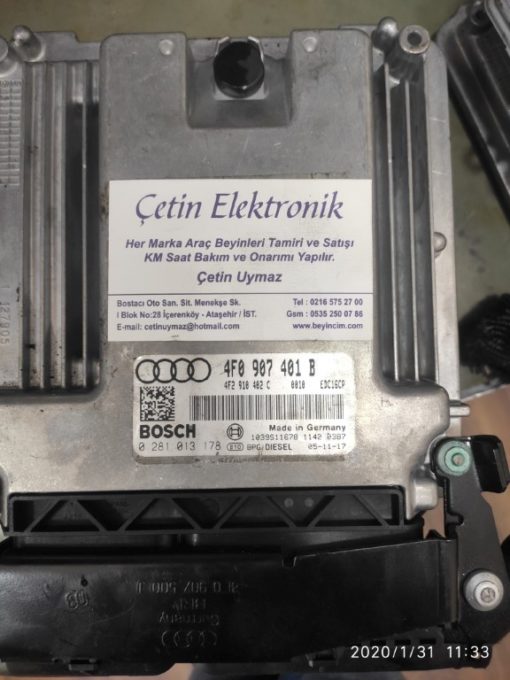 Çetin Elektronik
Her Marka Araç Beyinleri Tamiri ve Satışı
KM Saat Bakım ve Onarımı Yapılır.
Çetin Uymaz
Bostacı Oto San. Sit. Menekşe Sk.
I Blok No:28 İçerenköy - Ataşehir / İST.
E-mail: cetinuymaz@hotmail.com
Tel : 0216 575 27 00
Gsm : 0535 250 07 86
www.beyincim.com
4F0 907 401 B
4F2 910 402 C 0010 EDC16CP
BOSCH Made in Germany
0 281 013 178 1039S11670 1142 D3B7
BPC/DIESEL 05-11-17
Germany
2020/1/31 11:33